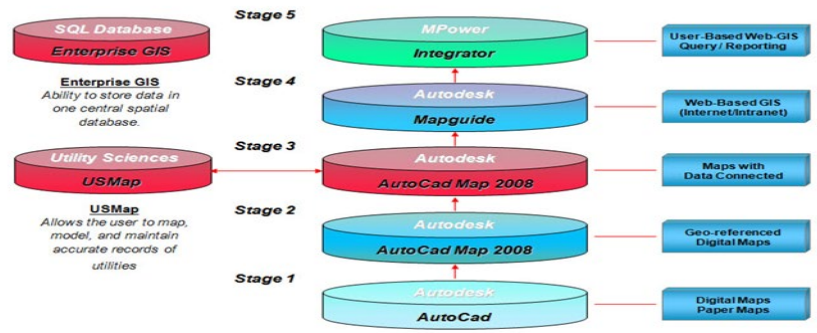 SQL Database
Enterprise GIS
Enterprise GIS
Ability to store data in
one central spatial
database.
Utility Sciences
USMap
USMap
Allows the user to map,
model, and maintain
accurate records of
utilities
Stage 5
MPower
Integrator
User-Based Web-GIS
Query / Reporting
Stage 4
Autodesk
Mapguide
Web-Based GIS
(Internet/Intranet)
Stage 3
Autodesk
AutoCad Map 2008
Maps with
Data Connected
Stage 2
Autodesk
AutoCad Map 2008
Geo-referenced
Digital Maps
Stage 1
Autodesk
AutoCad
Digital Maps
Paper Maps